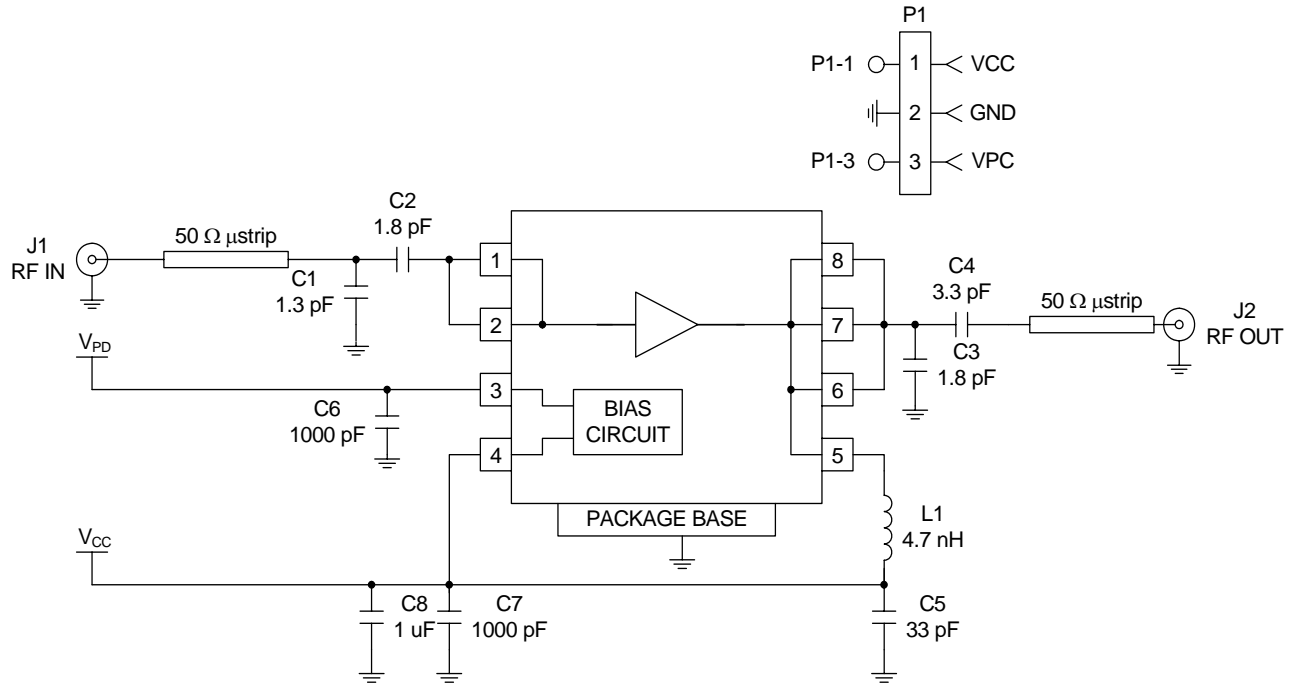 P1
P1-1
1
VCC
2
GND
P1-3
3
VPC
J1
RF IN
50 Ω µstrip
C1
1.3 pF
C2
1.8 pF
1
2
3
4
8
7
6
5
BIAS
CIRCUIT
PACKAGE BASE
C4
3.3 pF
C3
1.8 pF
50 Ω µstrip
J2
RF OUT
VPD
C6
1000 pF
VCC
C8
1 uF
C7
1000 pF
L1
4.7 nH
C5
33 pF